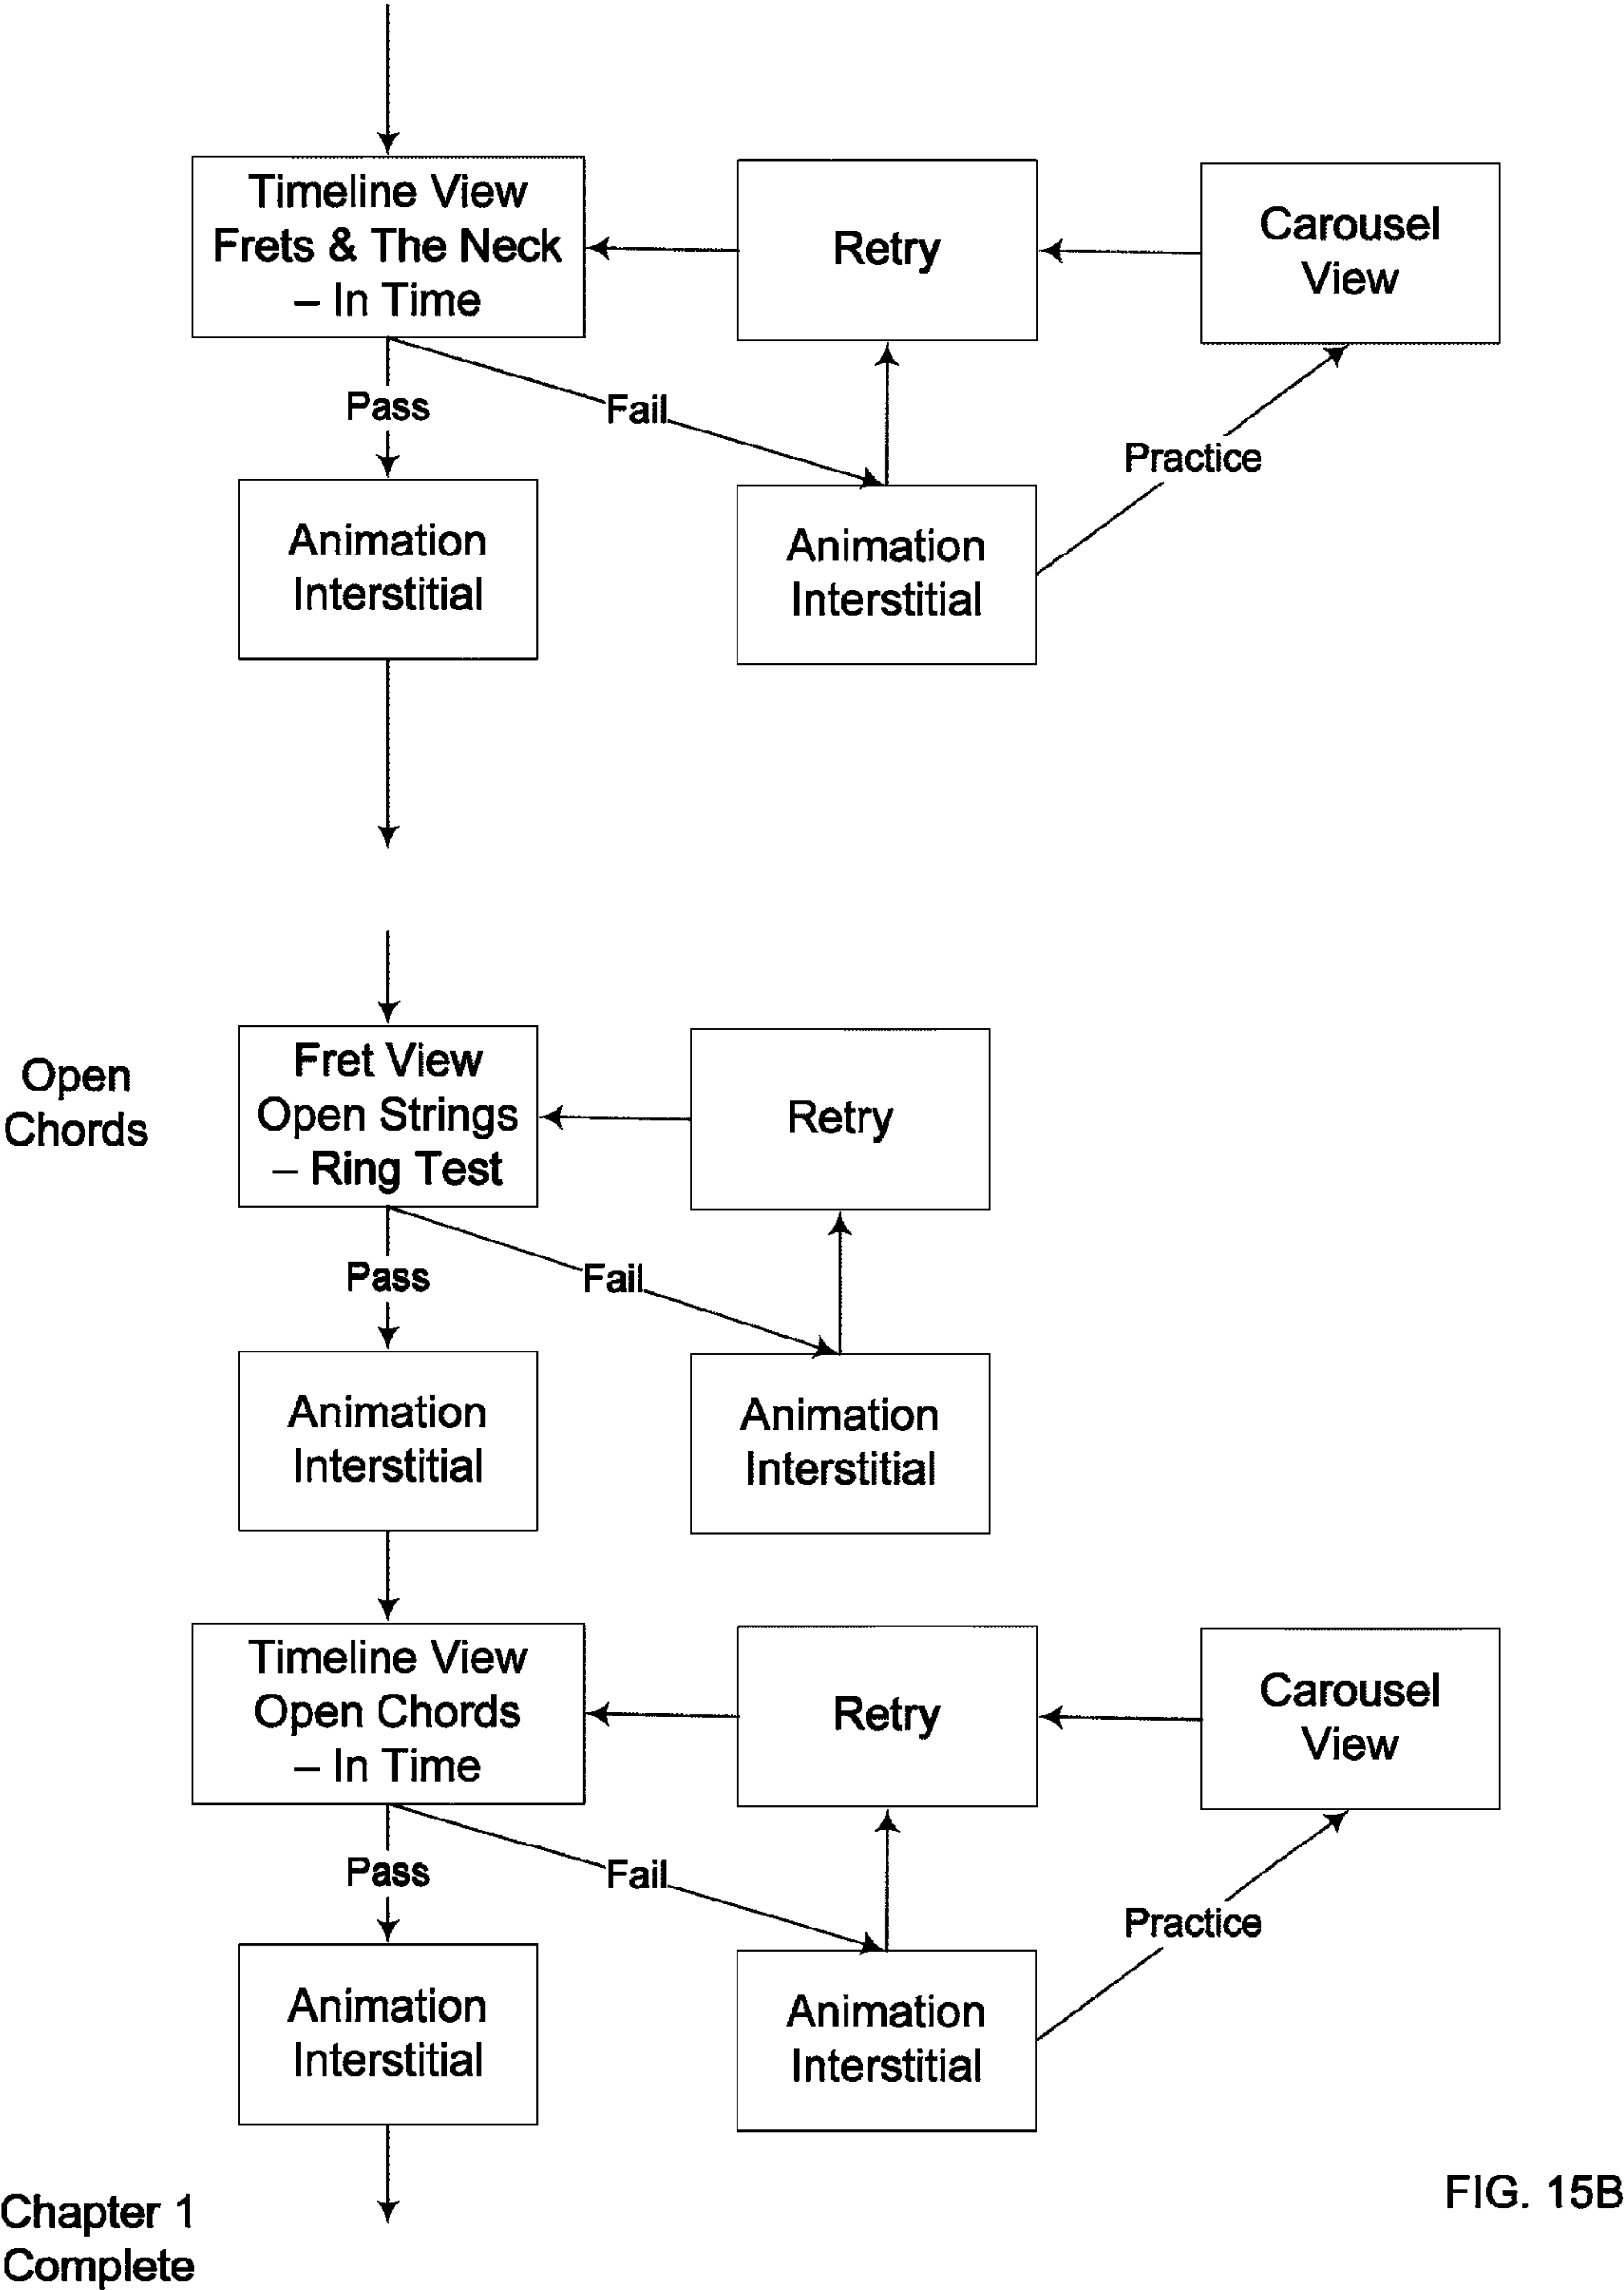 Timeline View
Frets & The Neck
– In Time
Retry
Carousel
View
Pass
Fail
Practice
Animation
Interstitial
Animation
Interstitial
Open
Chords
Fret View
Open Strings
– Ring Test
Retry
Pass
Fail
Animation
Interstitial
Animation
Interstitial
Timeline View
Open Chords
– In Time
Retry
Carousel
View
Pass
Fail
Practice
Animation
Interstitial
Animation
Interstitial
Chapter 1
Complete
FIG. 15B